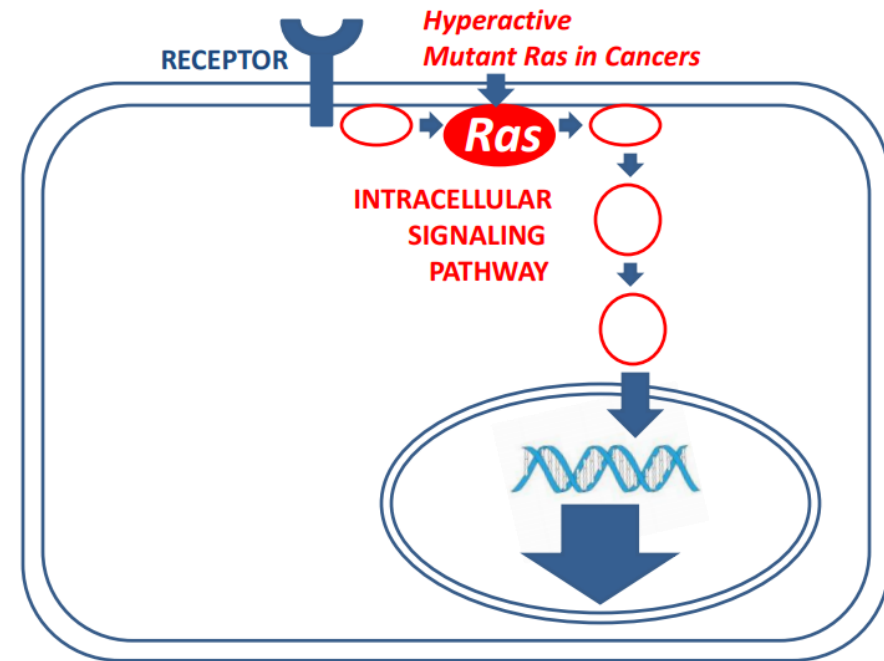 Hyperactive
Mutant Ras in Cancers
RECEPTOR
Ras
INTRACELLULAR
SIGNALING
PATHWAY